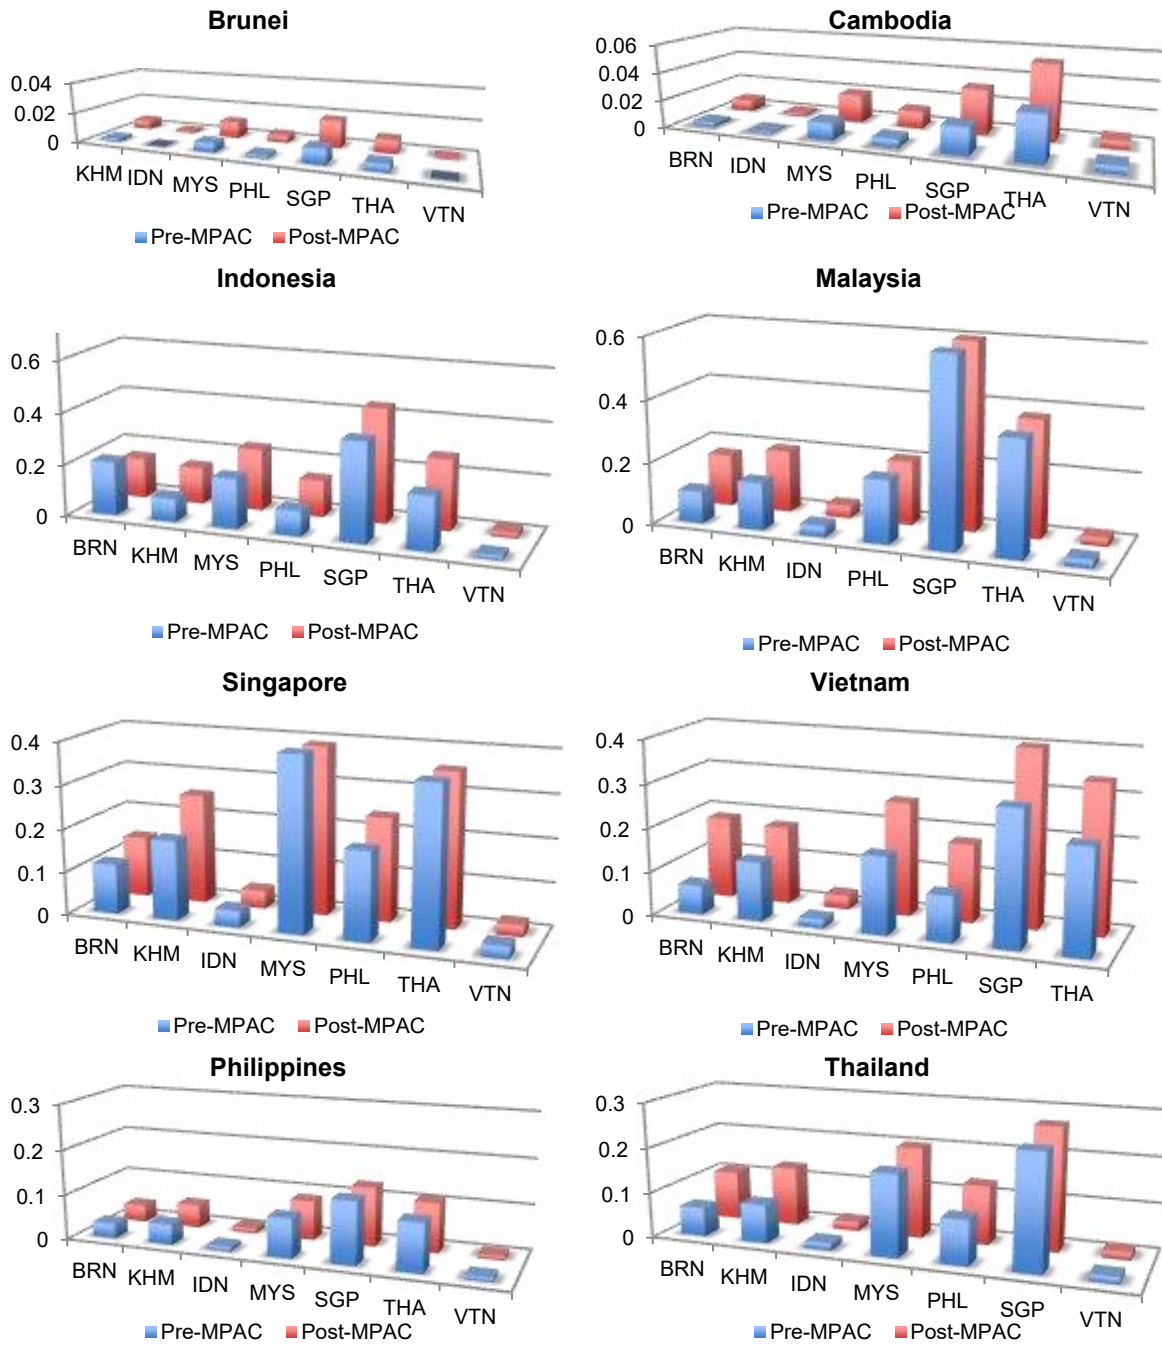 Brunei
0.04
0.02
0
KHM IDN MYS PHL SGP THA VTN
Pre-MPAC Post-MPAC
Cambodia
0.06
0.04
0.02
0
BRN IDN MYS PHL SGP THA VTN
Pre-MPAC Post-MPAC
Indonesia
0.6
0.4
0.2
0
BRN KHM MYS PHL SGP THA VTN
Pre-MPAC Post-MPAC
Malaysia
0.6
0.4
0.2
0
BRN KHM IDN PHL SGP THA VTN
Pre-MPAC Post-MPAC
Singapore
0.4
0.3
0.2
0.1
0
BRN KHM IDN MYS PHL THA VTN
Pre-MPAC Post-MPAC
Vietnam
0.4
0.3
0.2
0.1
0
BRN KHM IDN MYS PHL SGP THA
Pre-MPAC Post-MPAC
Philippines
0.3
0.2
0.1
0
BRN KHM IDN MYS SGP THA VTN
Pre-MPAC Post-MPAC
Thailand
0.3
0.2
0.1
0
BRN KHM IDN MYS PHL SGP VTN
Pre-MPAC Post-MPAC